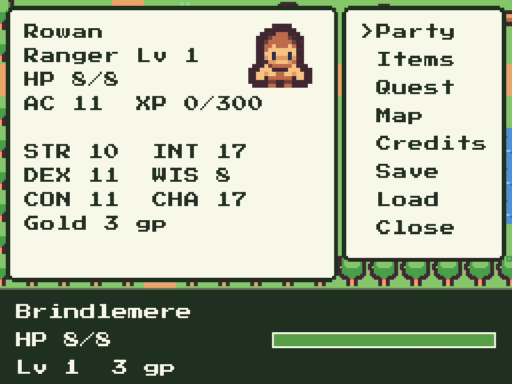 Rowan
Ranger Lv 1
HP 8/8
AC 11 XP 0/300
STR 10 INT 17
DEX 11 WIS 8
CON 11 CHA 17
Gold 3 gp
>Party
Items
Quest
Map
Credits
Save
Load
Close
Brindlemere
HP 8/8
Lv 1 3 gp